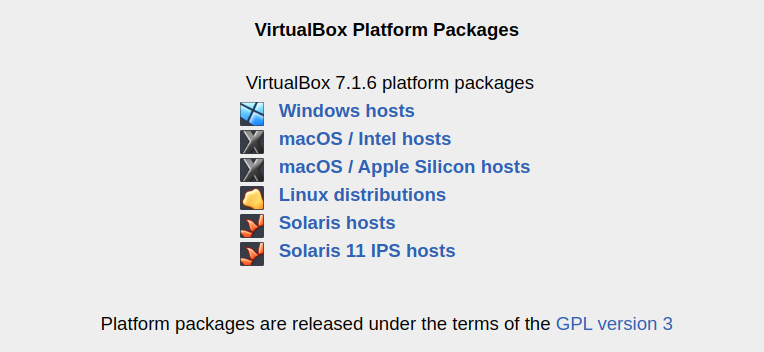 VirtualBox Platform Packages
VirtualBox 7.1.6 platform packages
Windows hosts
macOS / Intel hosts
macOS / Apple Silicon hosts
Linux distributions
Solaris hosts
Solaris 11 IPS hosts
Platform packages are released under the terms of the GPL version 3